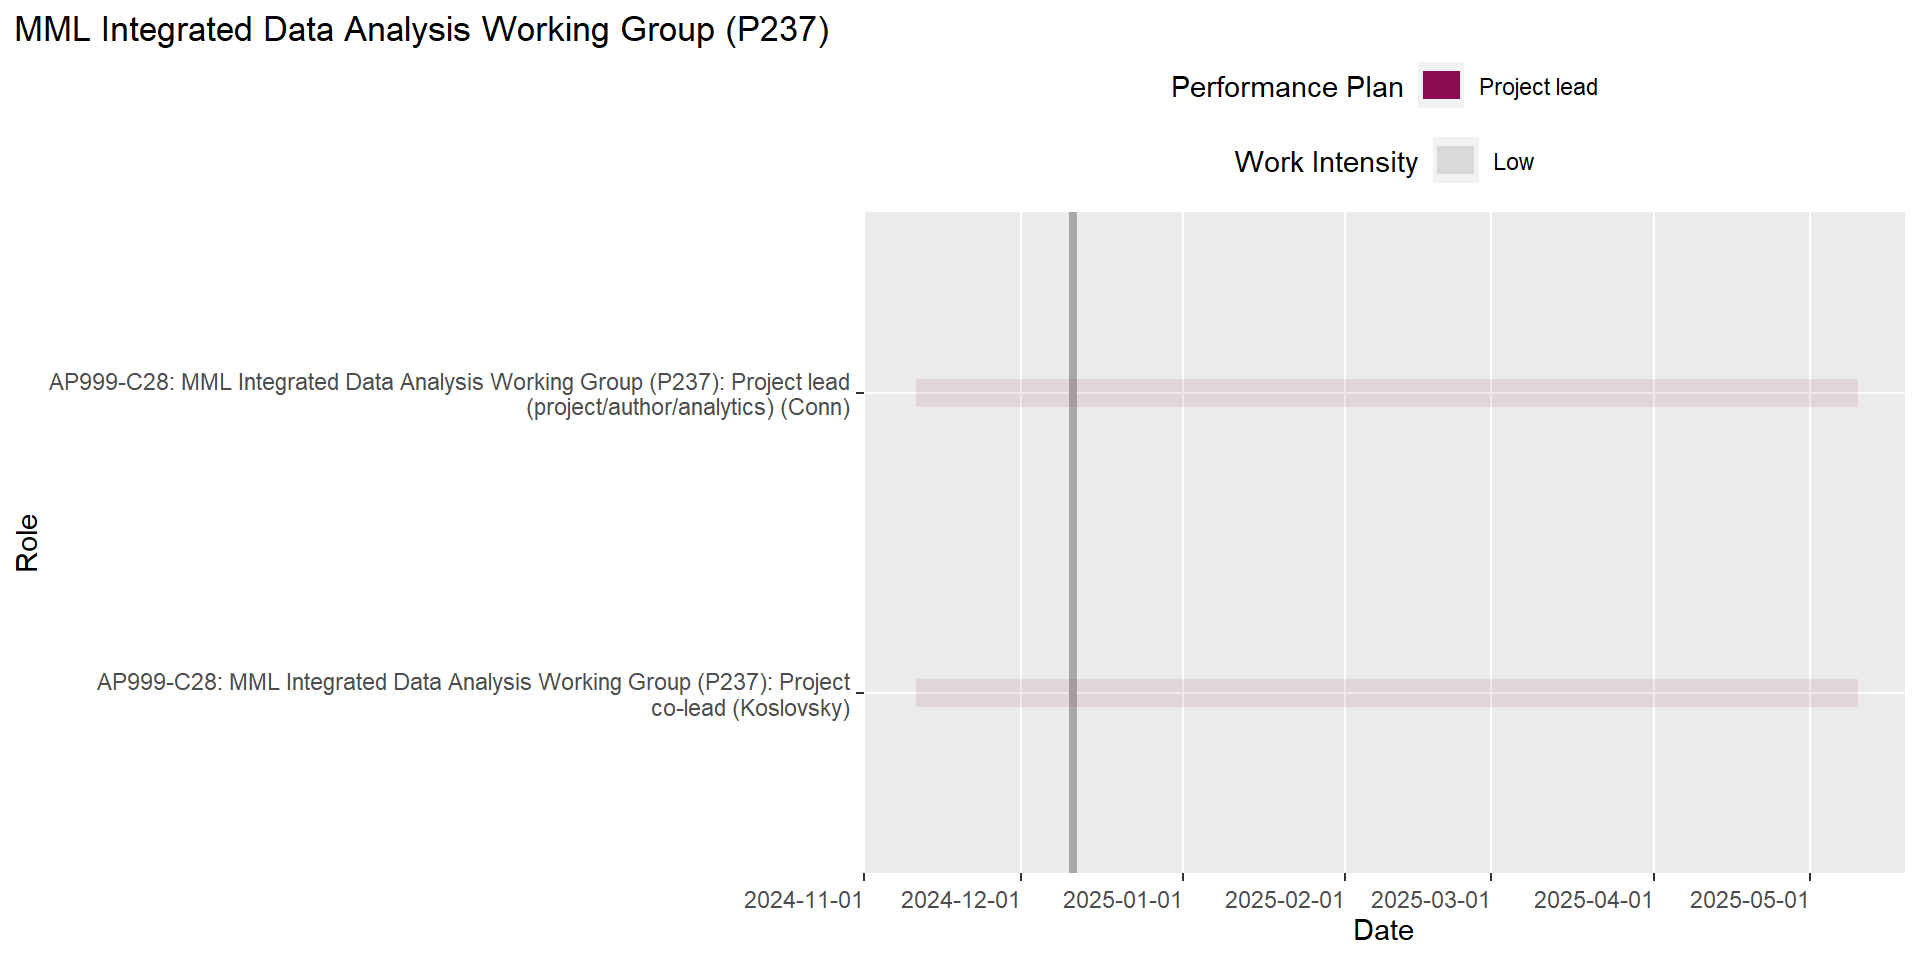 MML Integrated Data Analysis Working Group (P237)
Performance Plan
Project lead
Work Intensity
Low
AP999-C28: MML Integrated Data Analysis Working Group (P237): Project lead
(project/author/analytics) (Conn)
Role
AP999-C28: MML Integrated Data Analysis Working Group (P237): Project
co-lead (Koslovsky)
2024-11-01
2024-12-01
2025-01-01
2025-02-01
2025-03-01
2025-04-01
2025-05-01
Date